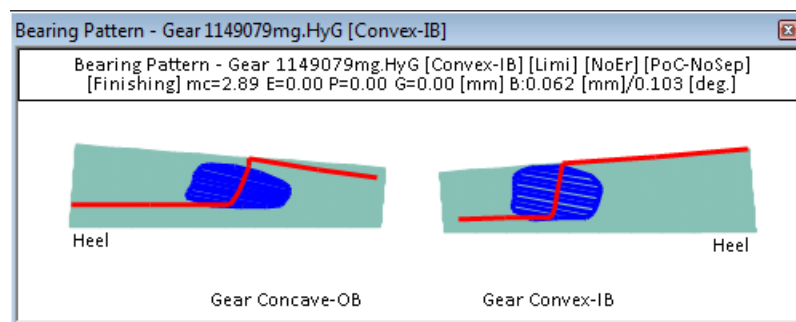 Bearing Pattern - Gear 1149079mg.HyG [Convex-IB]
Bearing Pattern - Gear 1149079mg.HyG [Convex-IB] [Limi] [NoEr] [PoC-NoSep]
[Finishing] mc=2.89 E=0.00 P=0.00 G=0.00 [mm] B:0.062 [mm]/0.103 [deg.]
Heel
Heel
Gear Concave-OB
Gear Convex-IB